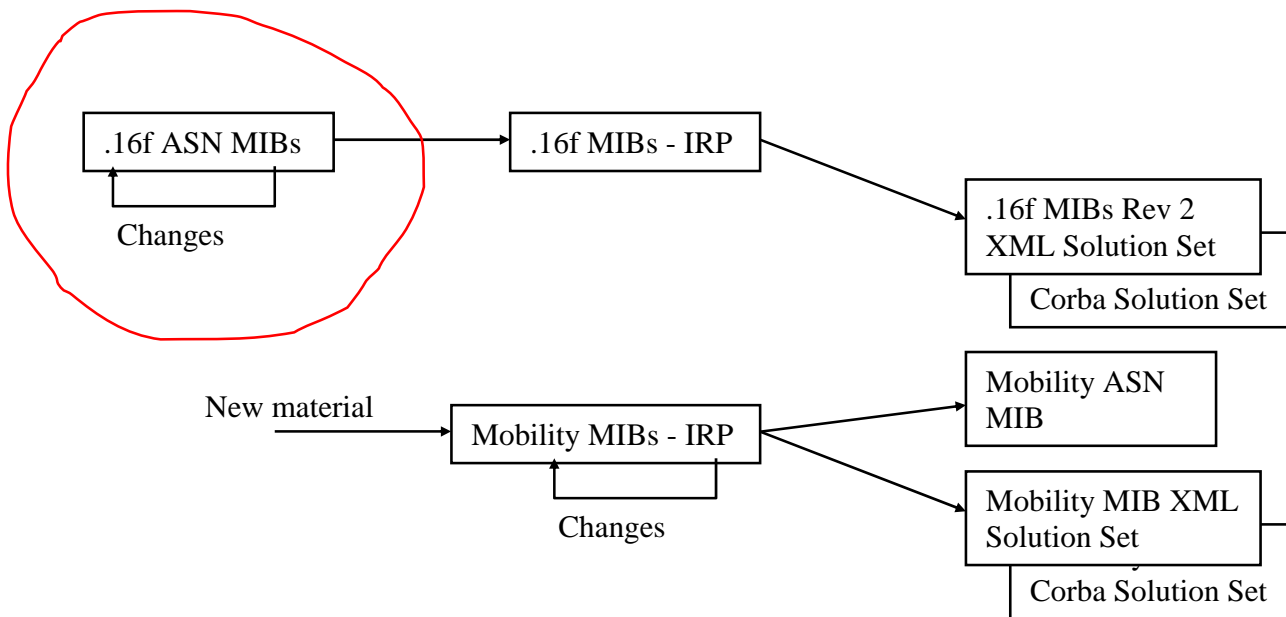 .16f ASN MIBs
Changes
.16f MIBs - IRP
.16f MIBs Rev 2
XML Solution Set
Corba Solution Set
New material
Mobility MIBs - IRP
Changes
Mobility ASN
MIB
Mobility MIB XML
Solution Set
Corba Solution Set